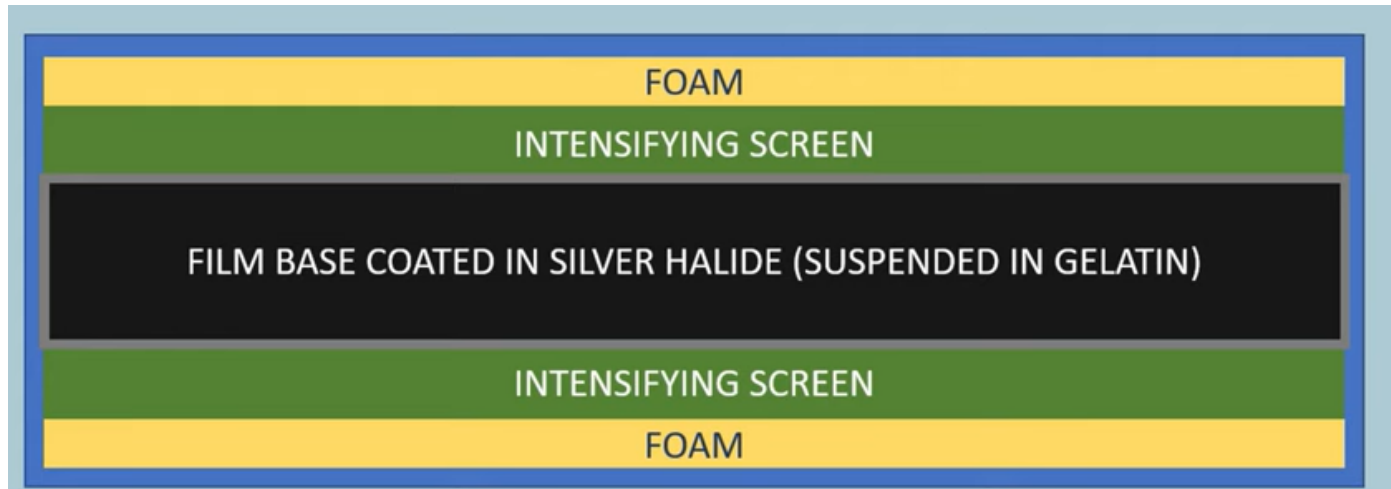 FOAM
INTENSIFYING SCREEN
FILM BASE COATED IN SILVER HALIDE (SUSPENDED IN GELATIN)
INTENSIFYING SCREEN
FOAM